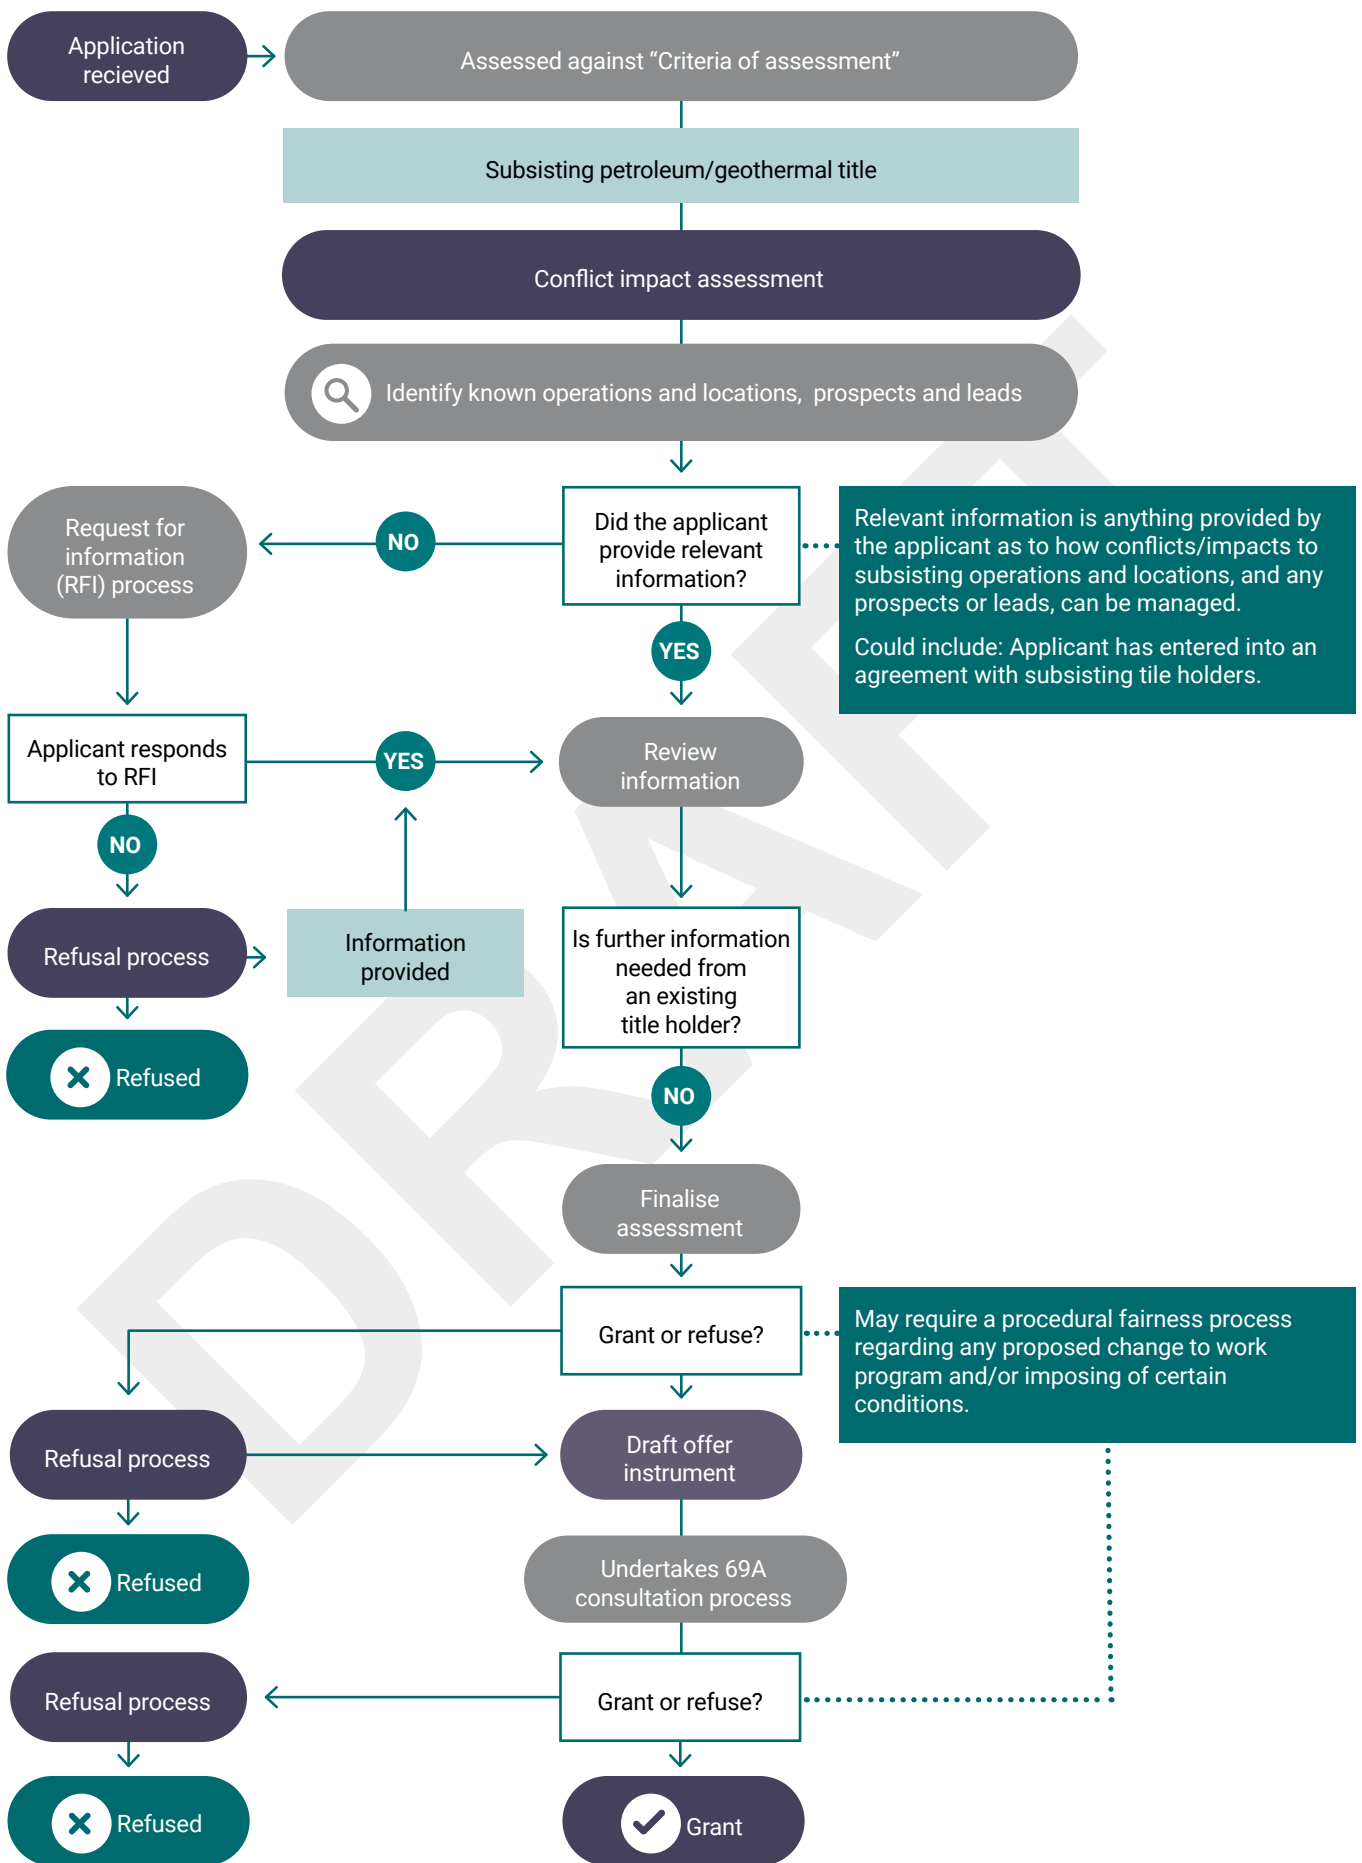 Application
recieved
Assessed against “Criteria of assessment”
Subsisting petroleum/geothermal title
Conflict impact assessment
Identify known operations and locations, prospects and leads
Request for
information
(RFI) process
NO
Did the applicant
provide relevant
information?
Relevant information is anything provided by
the applicant as to how conflicts/impacts to
subsisting operations and locations, and any
prospects or leads, can be managed.
Could include: Applicant has entered into an
agreement with subsisting tile holders.
YES
Applicant responds
to RFI
YES
Review
information
NO
Refusal process
Information
provided
Is further information
needed from
an existing
title holder?
Refused
NO
Finalise
assessment
Grant or refuse?
May require a procedural fairness process
regarding any proposed change to work
program and/or imposing of certain
conditions.
Refusal process
Draft offer
instrument
Refused
Undertakes 69A
consultation process
Refusal process
Grant or refuse?
Refused
Grant
DRAFT